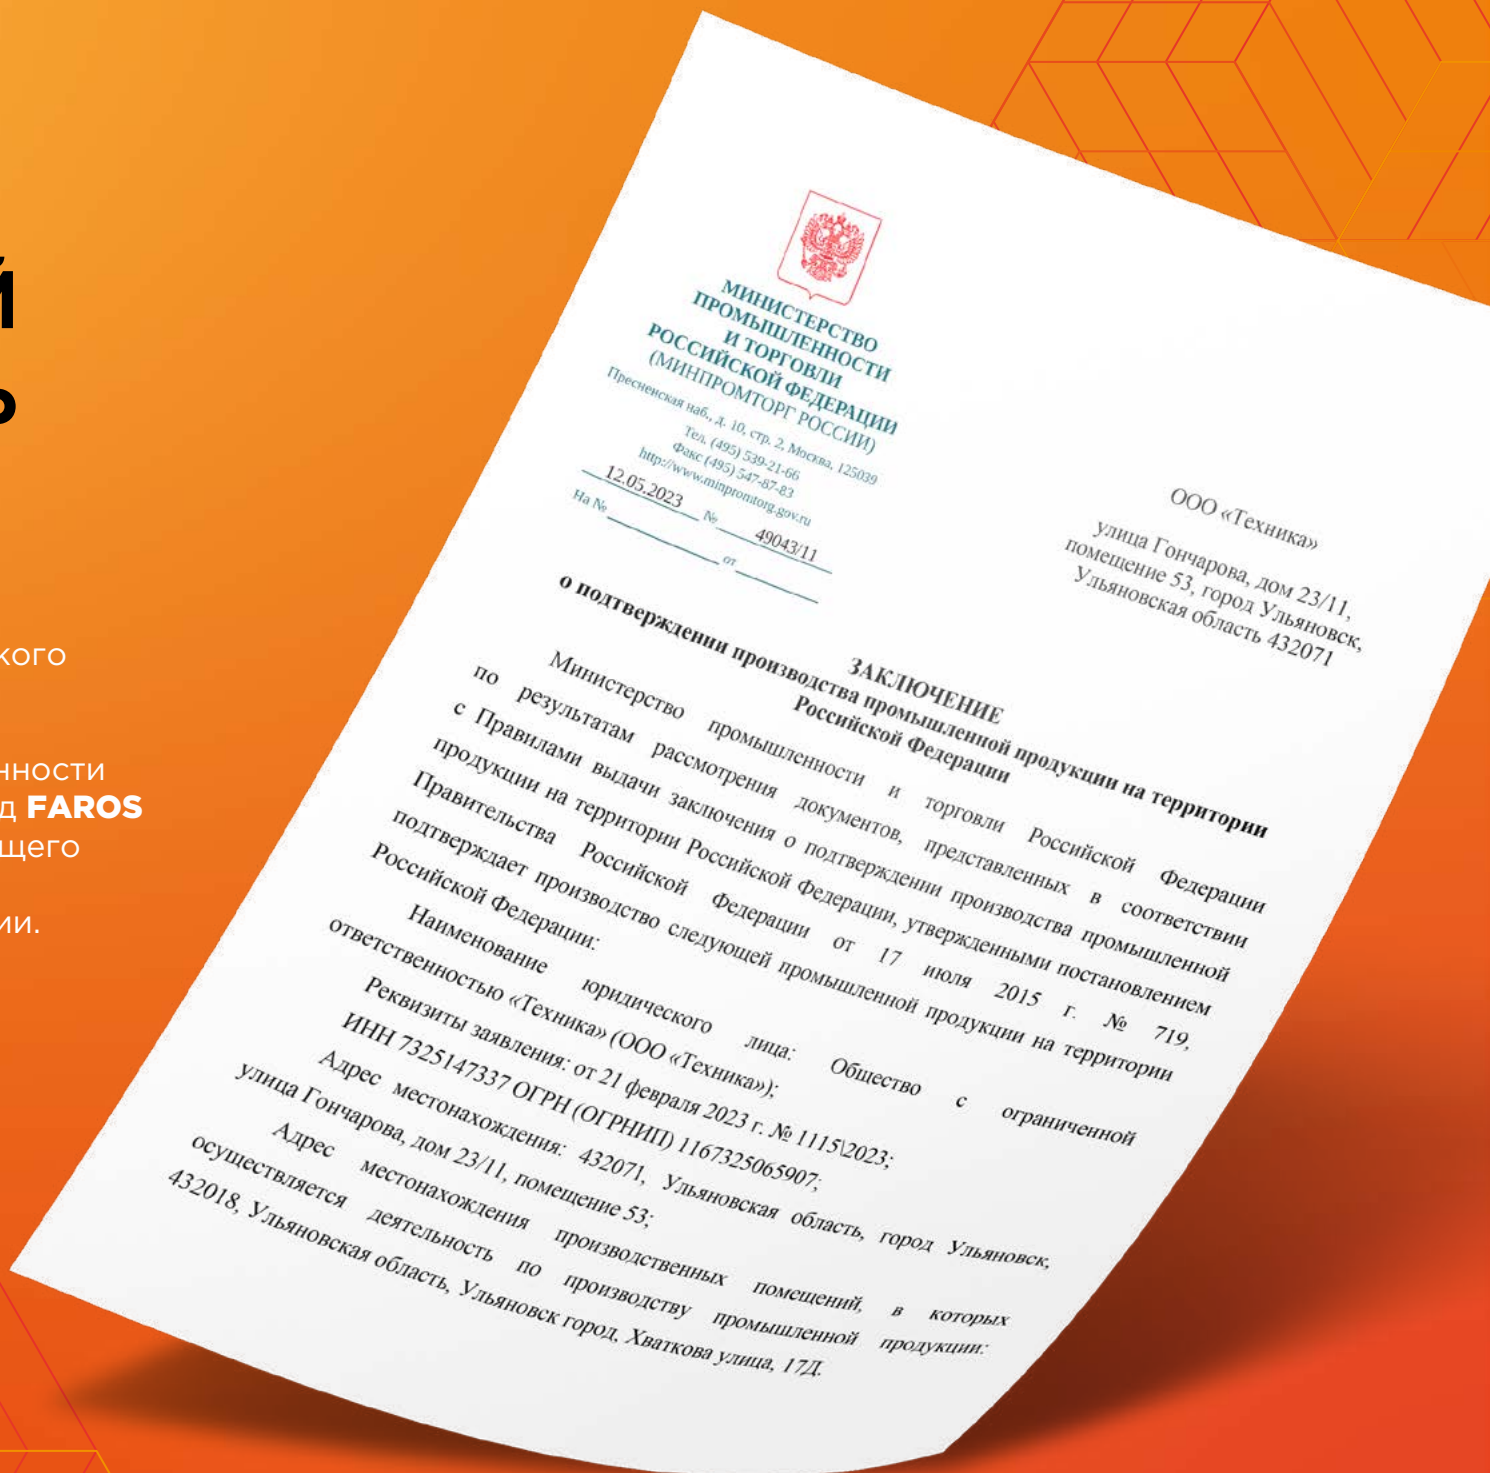 Й
Ь
кого
нности
д FAROS
щего
ии.
МИНИСТЕРСТВО
ПРОМЫШЛЕННОСТИ
И ТОРГОВЛИ
РОССИЙСКОЙ ФЕДЕРАЦИИ
(МИНПРОМТОРГ РОССИИ)
Пресненская наб., д. 10, стр. 2, Москва, 125039
Тел. (495) 539-21-66
Факс (495) 547-87-83
http://www.minpromtorg.gov.ru
12.05.2023 № 49043/11
На № от
ООО «Техника»
улица Гончарова, дом 23/11,
помещение 53, город Ульяновск,
Ульяновская область 432071
ЗАКЛЮЧЕНИЕ
о подтверждении производства промышленной продукции на территории
Российской Федерации
Министерство промышленности и торговли Российской Федерации
по результатам рассмотрения документов, представленных в соответствии
с Правилами выдачи заключения о подтверждении производства промышленной
продукции на территории Российской Федерации, утвержденными постановлением
Правительства Российской Федерации от 17 июля 2015 г. № 719,
подтверждает производство следующей промышленной продукции на территории
Российской Федерации:
Наименование юридического лица: Общество с ограниченной
ответственностью «Техника» (ООО «Техника»);
Реквизиты заявления: от 21 февраля 2023 г. № 1115\2023;
ИНН 7325147337 ОГРН (ОГРНИП) 1167325065907;
Адрес местонахождения: 432071, Ульяновская область, город Ульяновск,
улица Гончарова, дом 23/11, помещение 53;
Адрес местонахождения производственных помещений, в которых
осуществляется деятельность по производству промышленной продукции:
432018, Ульяновская область, Ульяновск город, Хваткова улица, 17Д.